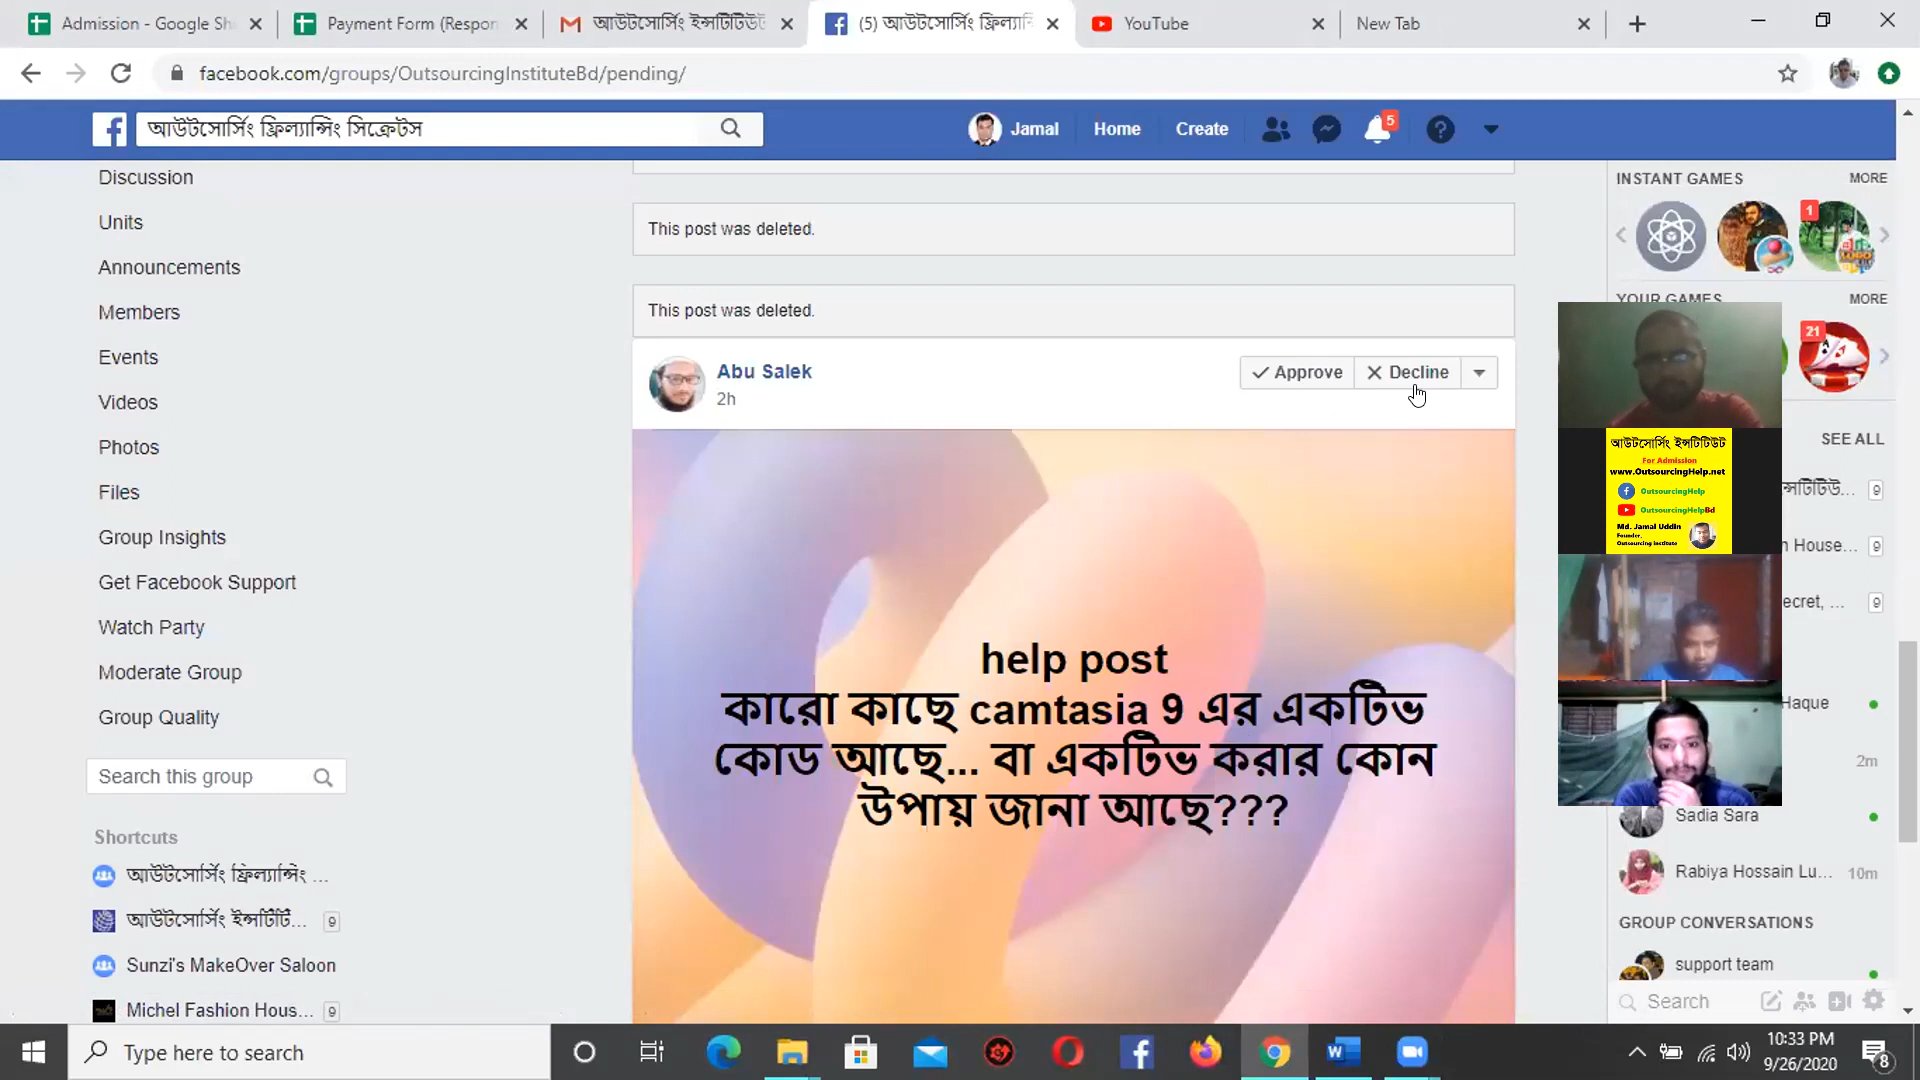 Admission - Google Sh
Payment Form (Respon
আউটসোর্সিং ইন্সটিটিউট
(5) আউটসোর্সিং ফ্রিল্যান্সি
YouTube
New Tab
facebook.com/groups/OutsourcingInstituteBd/pending/
আউটসোর্সিং ফ্রিল্যান্সিং সিক্রেটস
Jamal
Home
Create
5
Discussion
Units
Announcements
Members
Events
Videos
Photos
Files
Group Insights
Get Facebook Support
Watch Party
Moderate Group
Group Quality
Search this group
Shortcuts
আউটসোর্সিং ফ্রিল্যান্সিং ...
আউটসোর্সিং ইন্সটিটি... 9
Sunzi's MakeOver Saloon
Michel Fashion Hous... 9
This post was deleted.
This post was deleted.
Abu Salek
2h
Approve
Decline
help post
কারো কাছে camtasia 9 এর একটিভ
কোড আছে... বা একটিভ করার কোন
উপায় জানা আছে???
INSTANT GAMES MORE
1
YOUR GAMES MORE
21
SEE ALL
আউটসোর্সিং ইন্সটিটিউট
For Admission
www.OutsourcingHelp.net
OutsourcingHelp
OutsourcingHelpBd
Md. Jamal Uddin
Founder,
Outsourcing Institute
ন্সটিটিউ... 9
n House... 9
ecret, ... 9
Haque
2m
Sadia Sara
Rabiya Hossain Lu... 10m
GROUP CONVERSATIONS
support team
Search
Type here to search
10:33 PM
9/26/2020
8